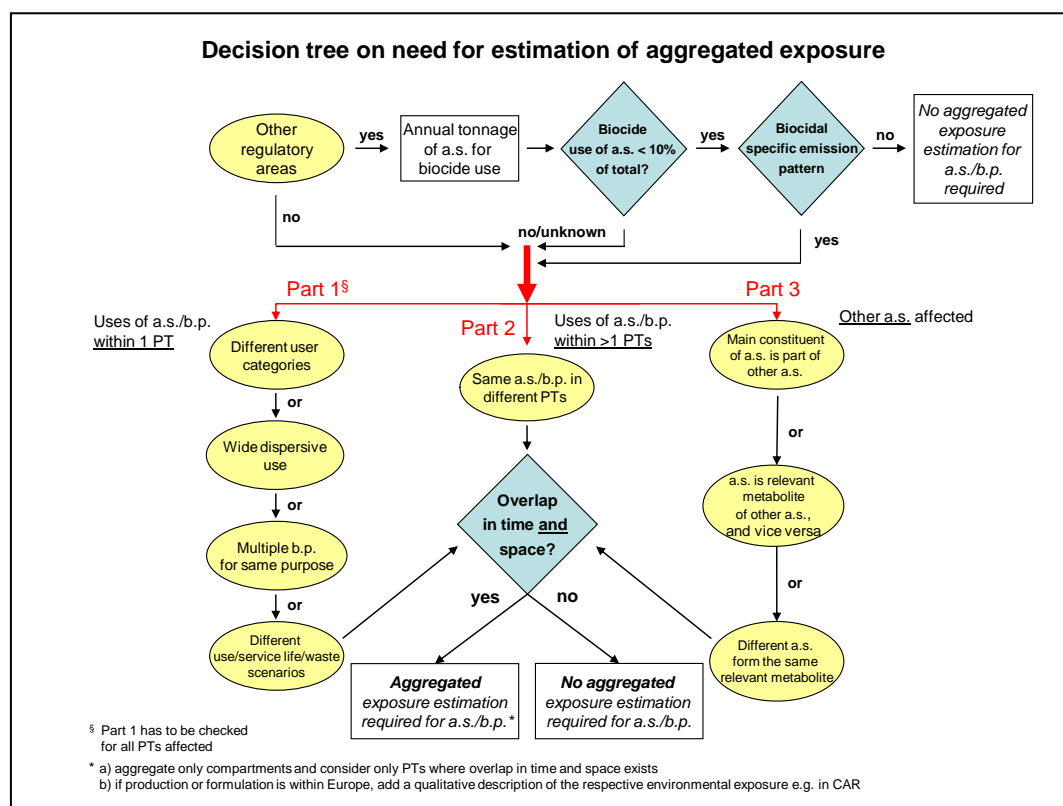 Decision tree on need for estimation of aggregated exposure
Other
regulatory
areas
yes
Annual tonnage
of a.s. for
biocide use
Biocide
use of a.s. < 10%
of total?
yes
Biocidal
specific emission
pattern
no
No aggregated
exposure
estimation for
a.s./b.p.
required
no
no/unknown
yes
Part 1§
Part 2
Part 3
Uses of a.s./b.p.
within 1 PT
Uses of a.s./b.p.
within >1 PTs
Other a.s. affected
Different user
categories
or
Wide dispersive
use
or
Multiple b.p.
for same purpose
or
Different
use/service life/waste
scenarios
Same a.s./b.p. in
different PTs
Overlap
in time and
space?
yes
no
Aggregated
exposure estimation
required for a.s./b.p.*
No aggregated
exposure estimation
required for a.s./b.p.
Main constituent
of a.s. is part of
other a.s.
or
a.s. is relevant
metabolite
of other a.s.,
and vice versa
or
Different a.s.
form the same
relevant metabolite
§ Part 1 has to be checked
for all PTs affected
* a) aggregate only compartments and consider only PTs where overlap in time and space exists
b) if production or formulation is within Europe, add a qualitative description of the respective environmental exposure e.g. in CAR